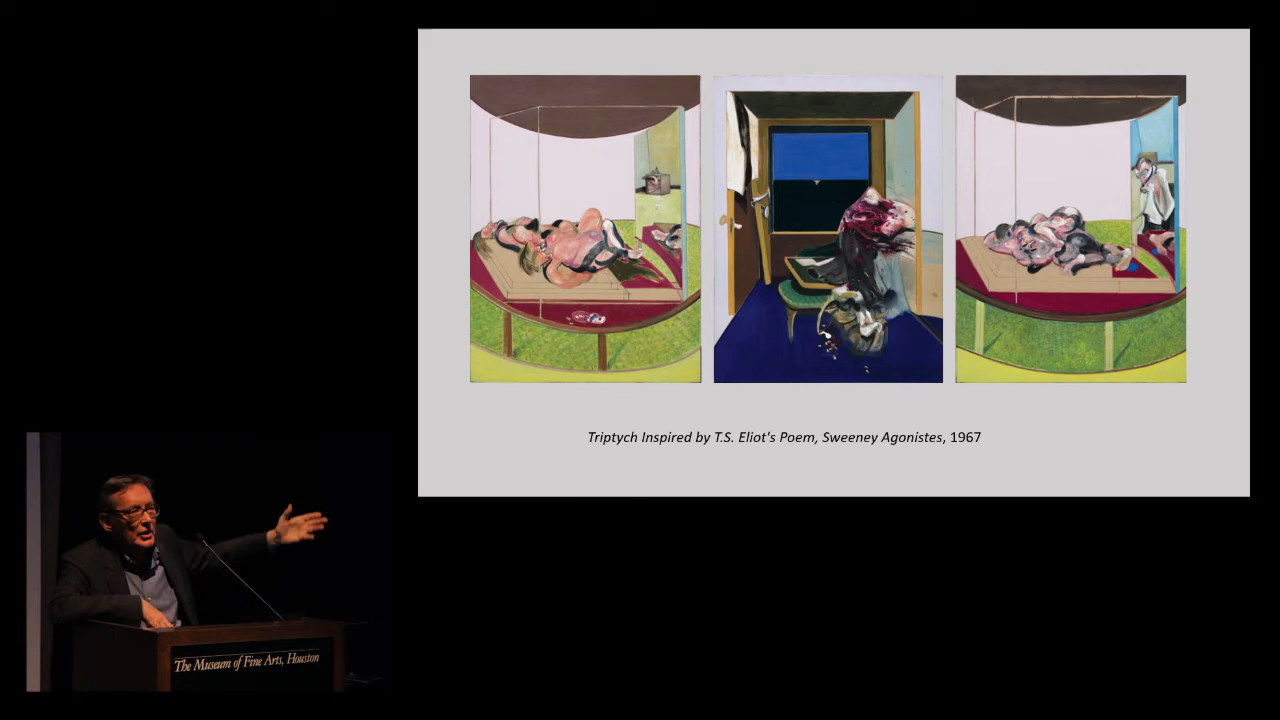 Triptych Inspired by T.S. Eliot's Poem, Sweeney Agonistes, 1967
The Museum of Fine Arts, Houston